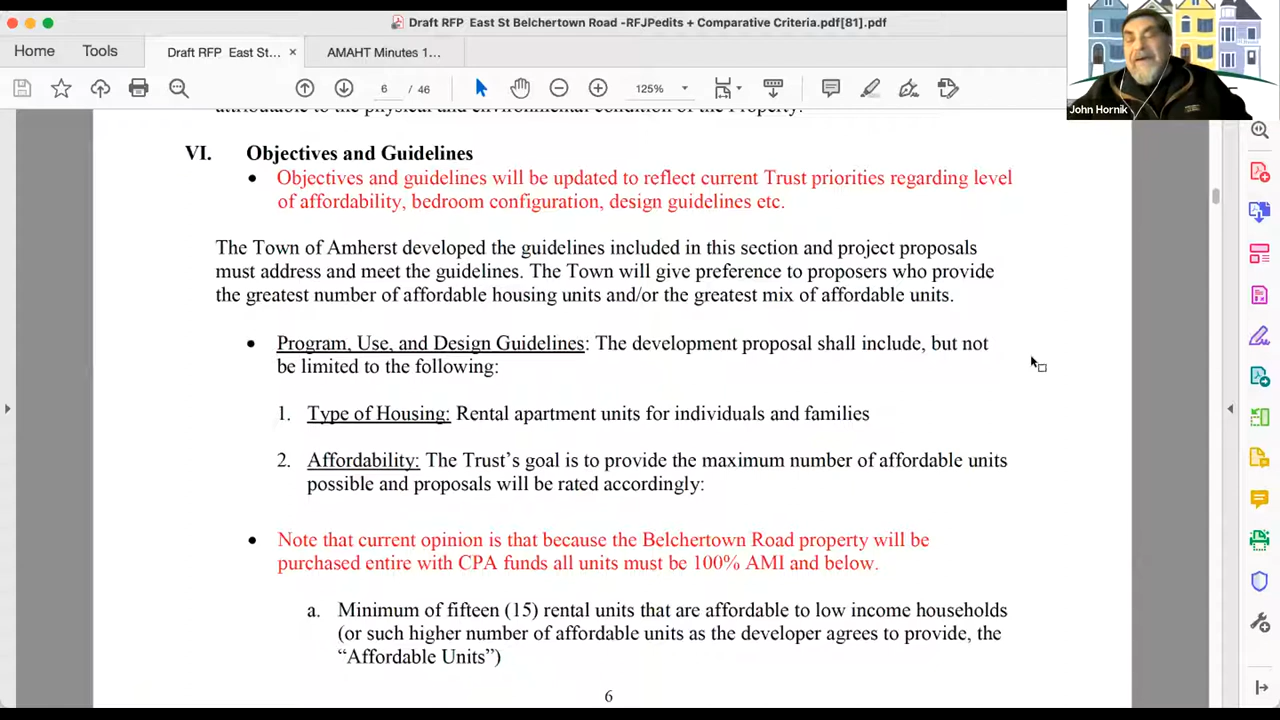 Draft RFP East St Belchertown Road -RFJPedits + Comparative Criteria.pdf[81].pdf
Home
Tools
Draft RFP East St...
×
AMAHT Minutes 1...
6 / 46
125%
John Hornik
attributable to the physical and environmental condition of the Property.
VI. Objectives and Guidelines
• Objectives and guidelines will be updated to reflect current Trust priorities regarding level
of affordability, bedroom configuration, design guidelines etc.
The Town of Amherst developed the guidelines included in this section and project proposals
must address and meet the guidelines. The Town will give preference to proposers who provide
the greatest number of affordable housing units and/or the greatest mix of affordable units.
• Program, Use, and Design Guidelines: The development proposal shall include, but not
be limited to the following:
1. Type of Housing: Rental apartment units for individuals and families
2. Affordability: The Trust’s goal is to provide the maximum number of affordable units
possible and proposals will be rated accordingly:
• Note that current opinion is that because the Belchertown Road property will be
purchased entire with CPA funds all units must be 100% AMI and below.
a. Minimum of fifteen (15) rental units that are affordable to low income households
(or such higher number of affordable units as the developer agrees to provide, the
“Affordable Units”)
6